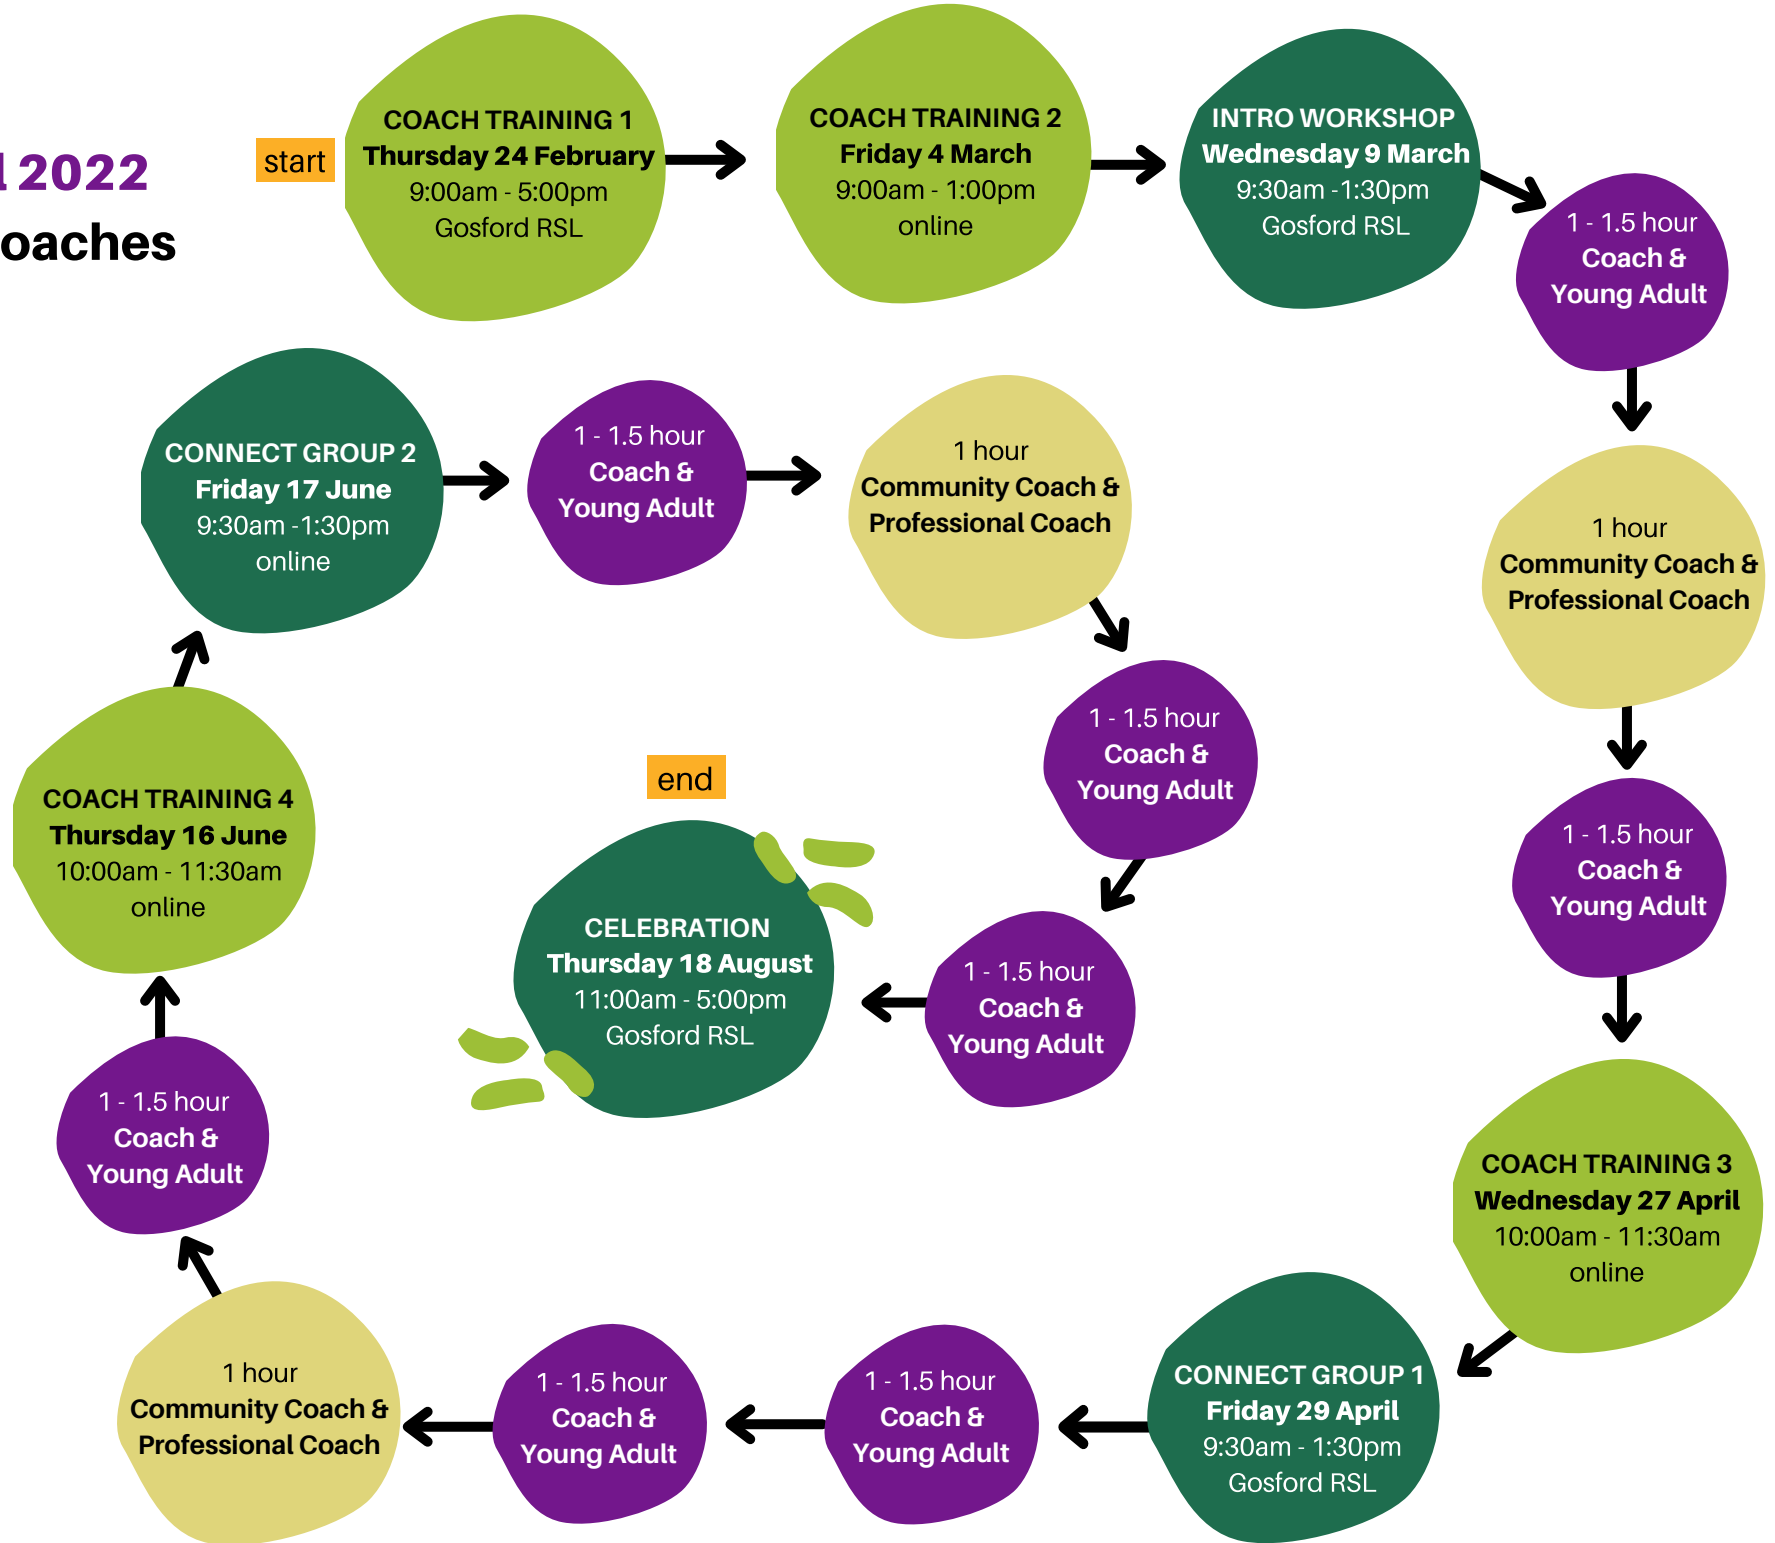 2022
oaches
start
COACH TRAINING 1
Thursday 24 February
9:00am - 5:00pm
Gosford RSL
COACH TRAINING 2
Friday 4 March
9:00am - 1:00pm
online
INTRO WORKSHOP
Wednesday 9 March
9:30am -1:30pm
Gosford RSL
1 - 1.5 hour
Coach &
Young Adult
1 hour
Community Coach &
Professional Coach
1 - 1.5 hour
Coach &
Young Adult
COACH TRAINING 3
Wednesday 27 April
10:00am - 11:30am
online
CONNECT GROUP 1
Friday 29 April
9:30am - 1:30pm
Gosford RSL
1 - 1.5 hour
Coach &
Young Adult
1 - 1.5 hour
Coach &
Young Adult
1 hour
Community Coach &
Professional Coach
1 - 1.5 hour
Coach &
Young Adult
COACH TRAINING 4
Thursday 16 June
10:00am - 11:30am
online
CONNECT GROUP 2
Friday 17 June
9:30am -1:30pm
online
1 - 1.5 hour
Coach &
Young Adult
1 hour
Community Coach &
Professional Coach
1 - 1.5 hour
Coach &
Young Adult
1 - 1.5 hour
Coach &
Young Adult
end
CELEBRATION
Thursday 18 August
11:00am - 5:00pm
Gosford RSL